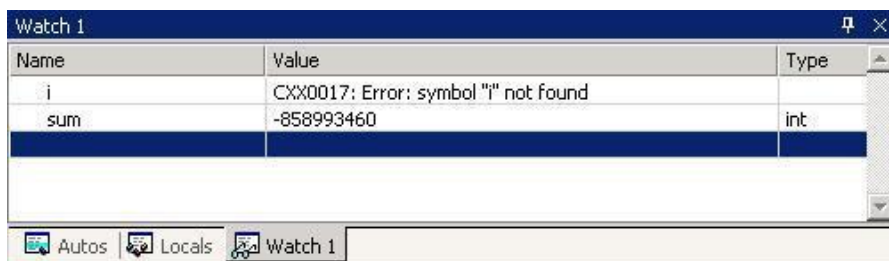 Watch 1
Name Value Type
i CXX0017: Error: symbol "i" not found
sum -858993460 int
Autos Locals Watch 1